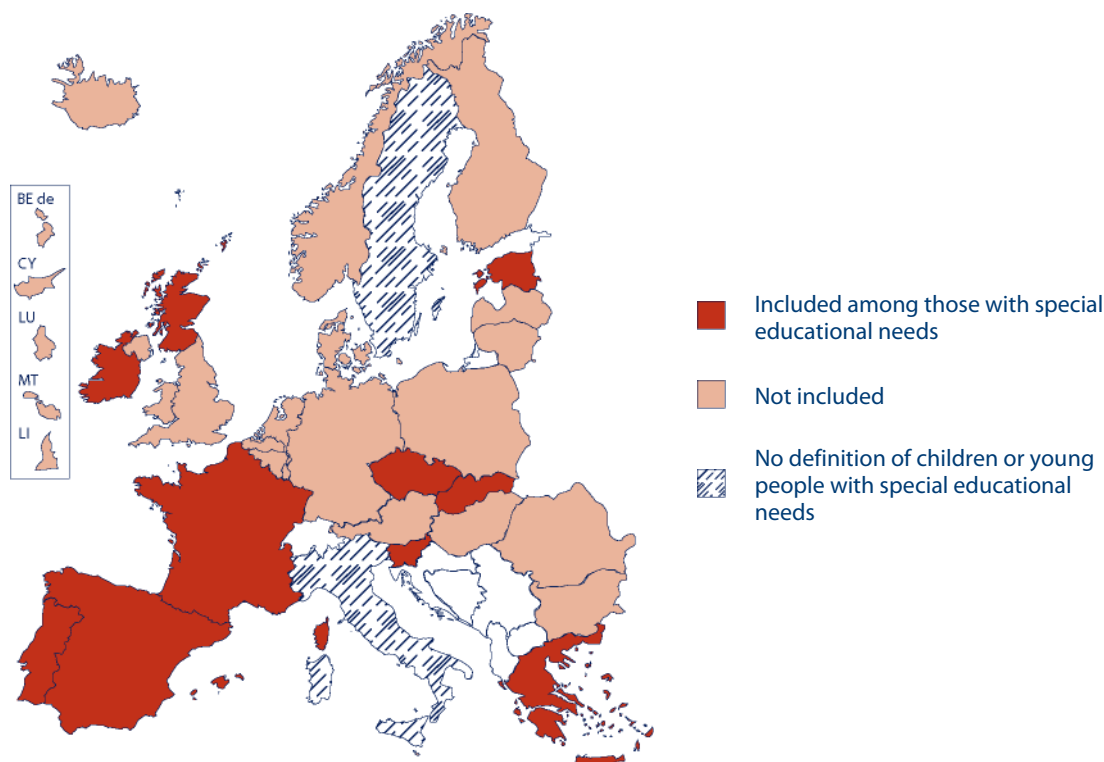 BE de
CY
LU
MT
LI
Included among those with special
educational needs
Not included
No definition of children or young
people with special educational
needs